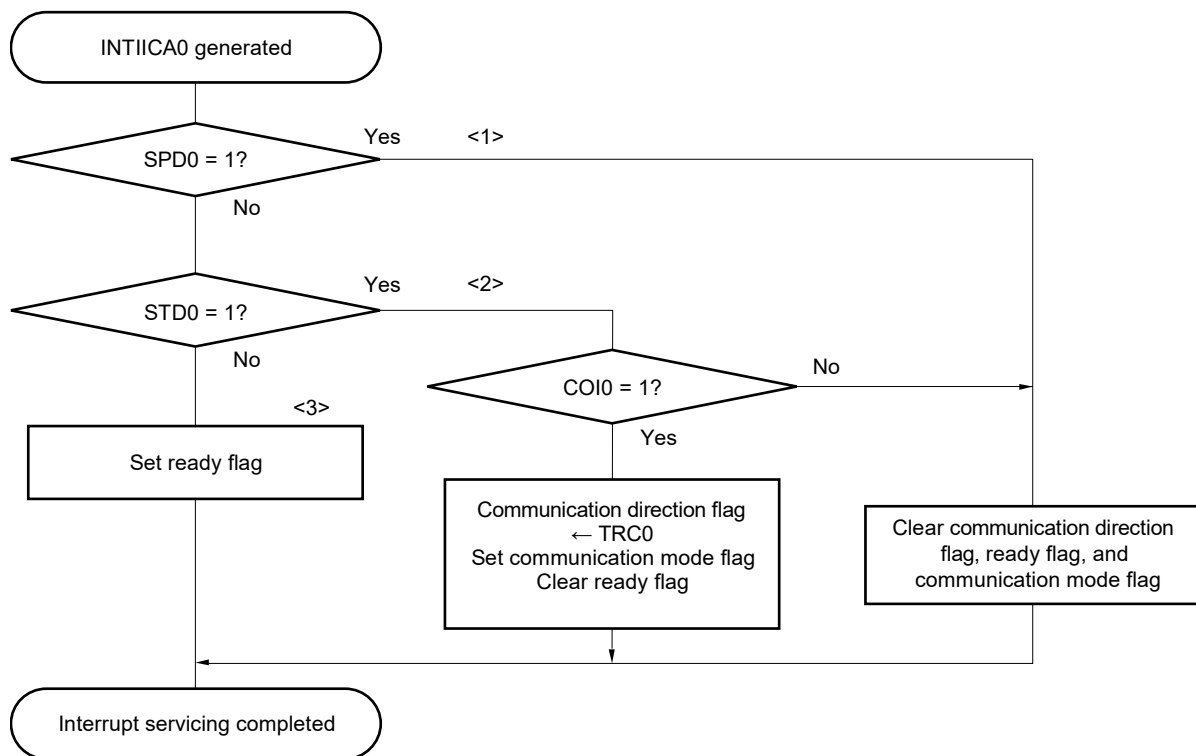 INTIICA0 generated
Yes
<1>
SPD0 = 1?
No
Yes
<2>
STD0 = 1?
No
COI0 = 1?
No
Yes
<3>
Set ready flag
Communication direction flag
← TRC0
Set communication mode flag
Clear ready flag
Clear communication direction
flag, ready flag, and
communication mode flag
Interrupt servicing completed